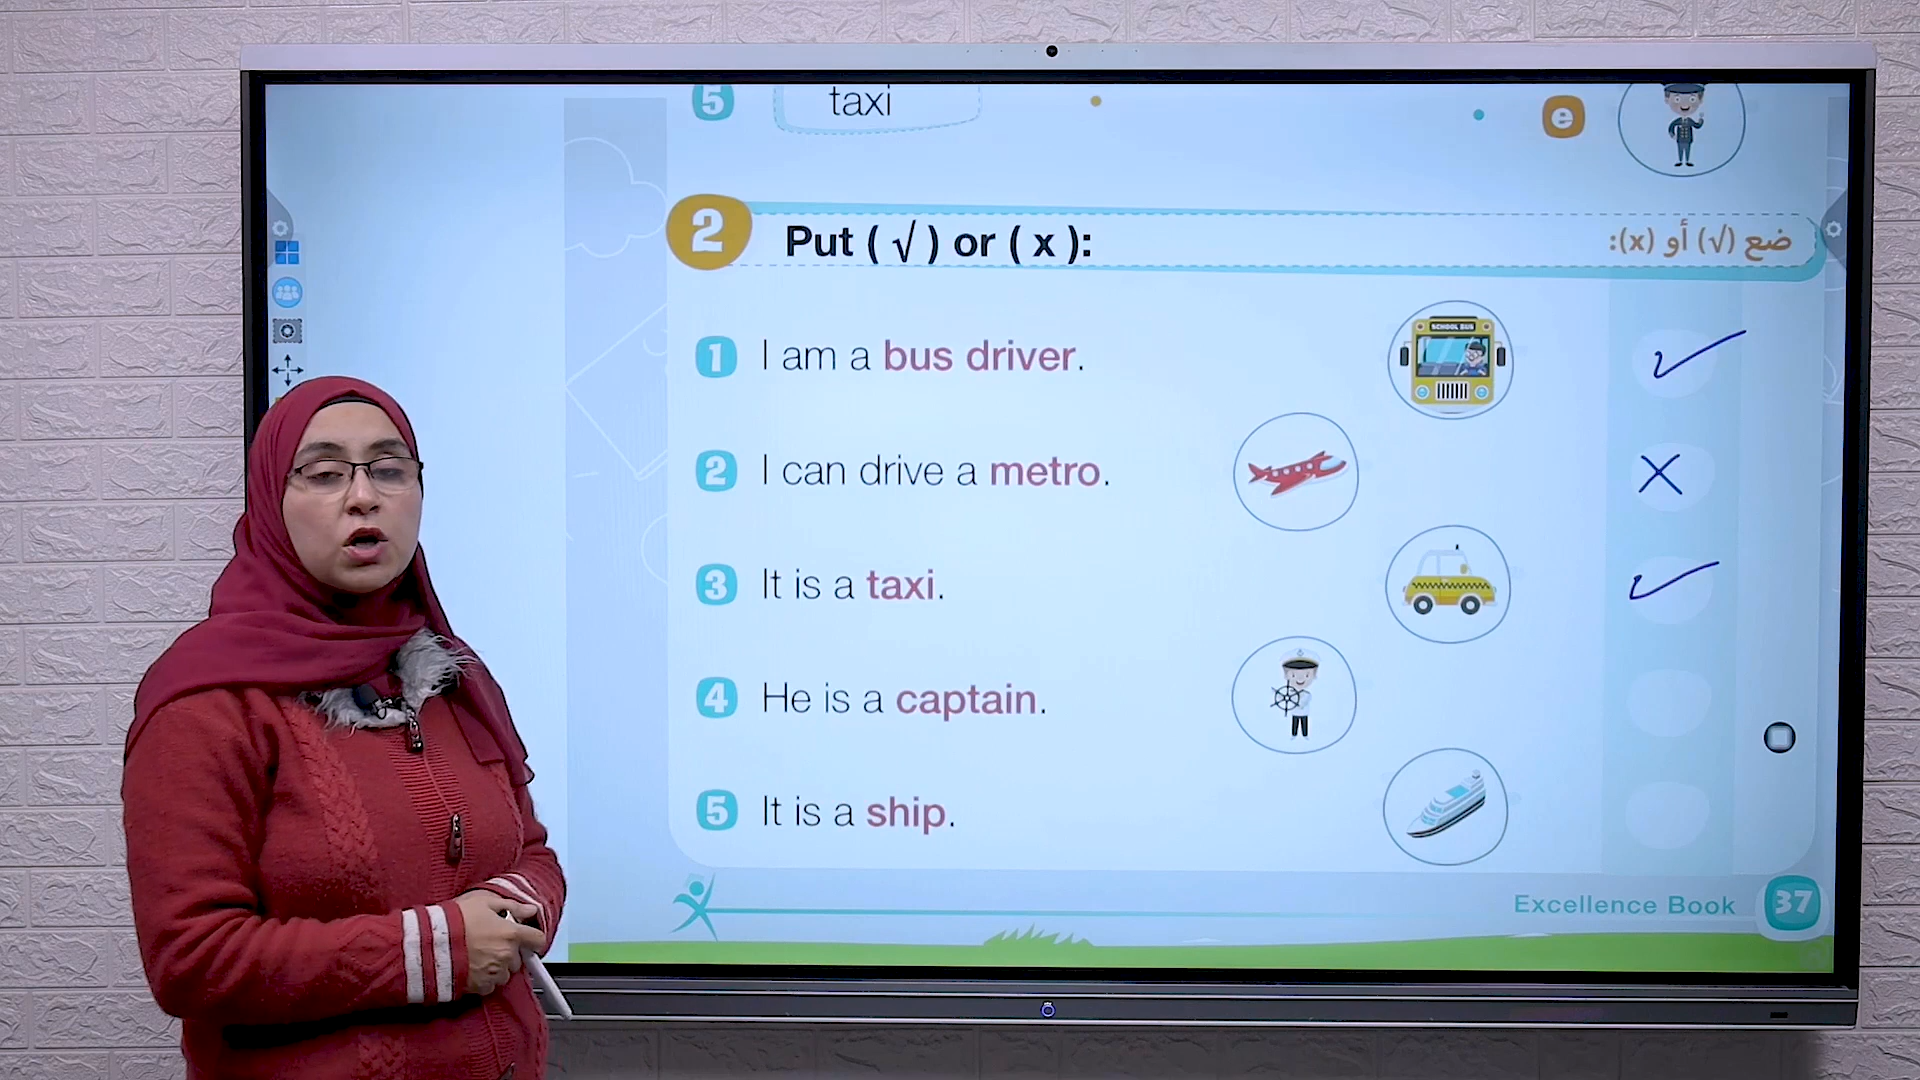 5 taxi e
2 Put ( √ ) or ( x ): ضع (√) أو (x):
SCHOOL BUS
1 I am a bus driver. ✓
2 I can drive a metro. X
3 It is a taxi. ✓
4 He is a captain.
5 It is a ship.
Excellence Book 37